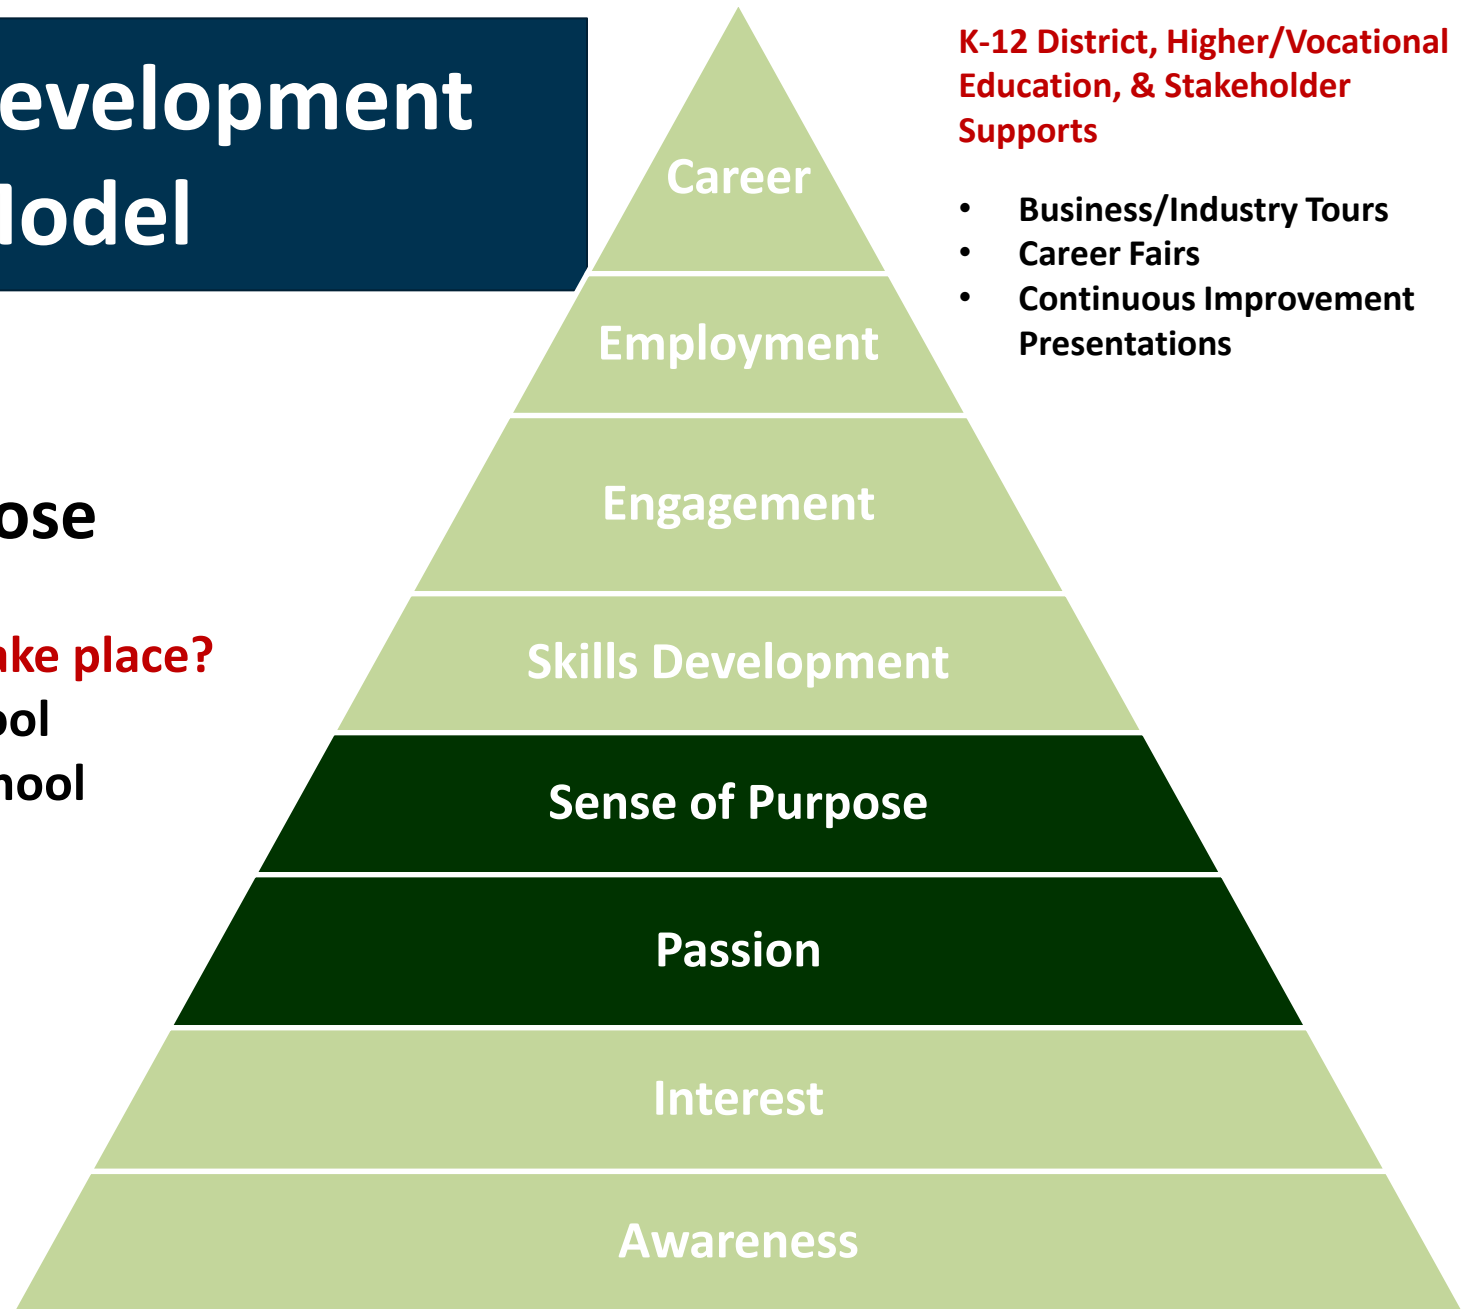 evelopment
odel
ose
ake place?
ool
hool
Career
Employment
Engagement
Skills Development
Sense of Purpose
Passion
Interest
Awareness
K-12 District, Higher/Vocational
Education, & Stakeholder
Supports
• Business/Industry Tours
• Career Fairs
• Continuous Improvement
Presentations